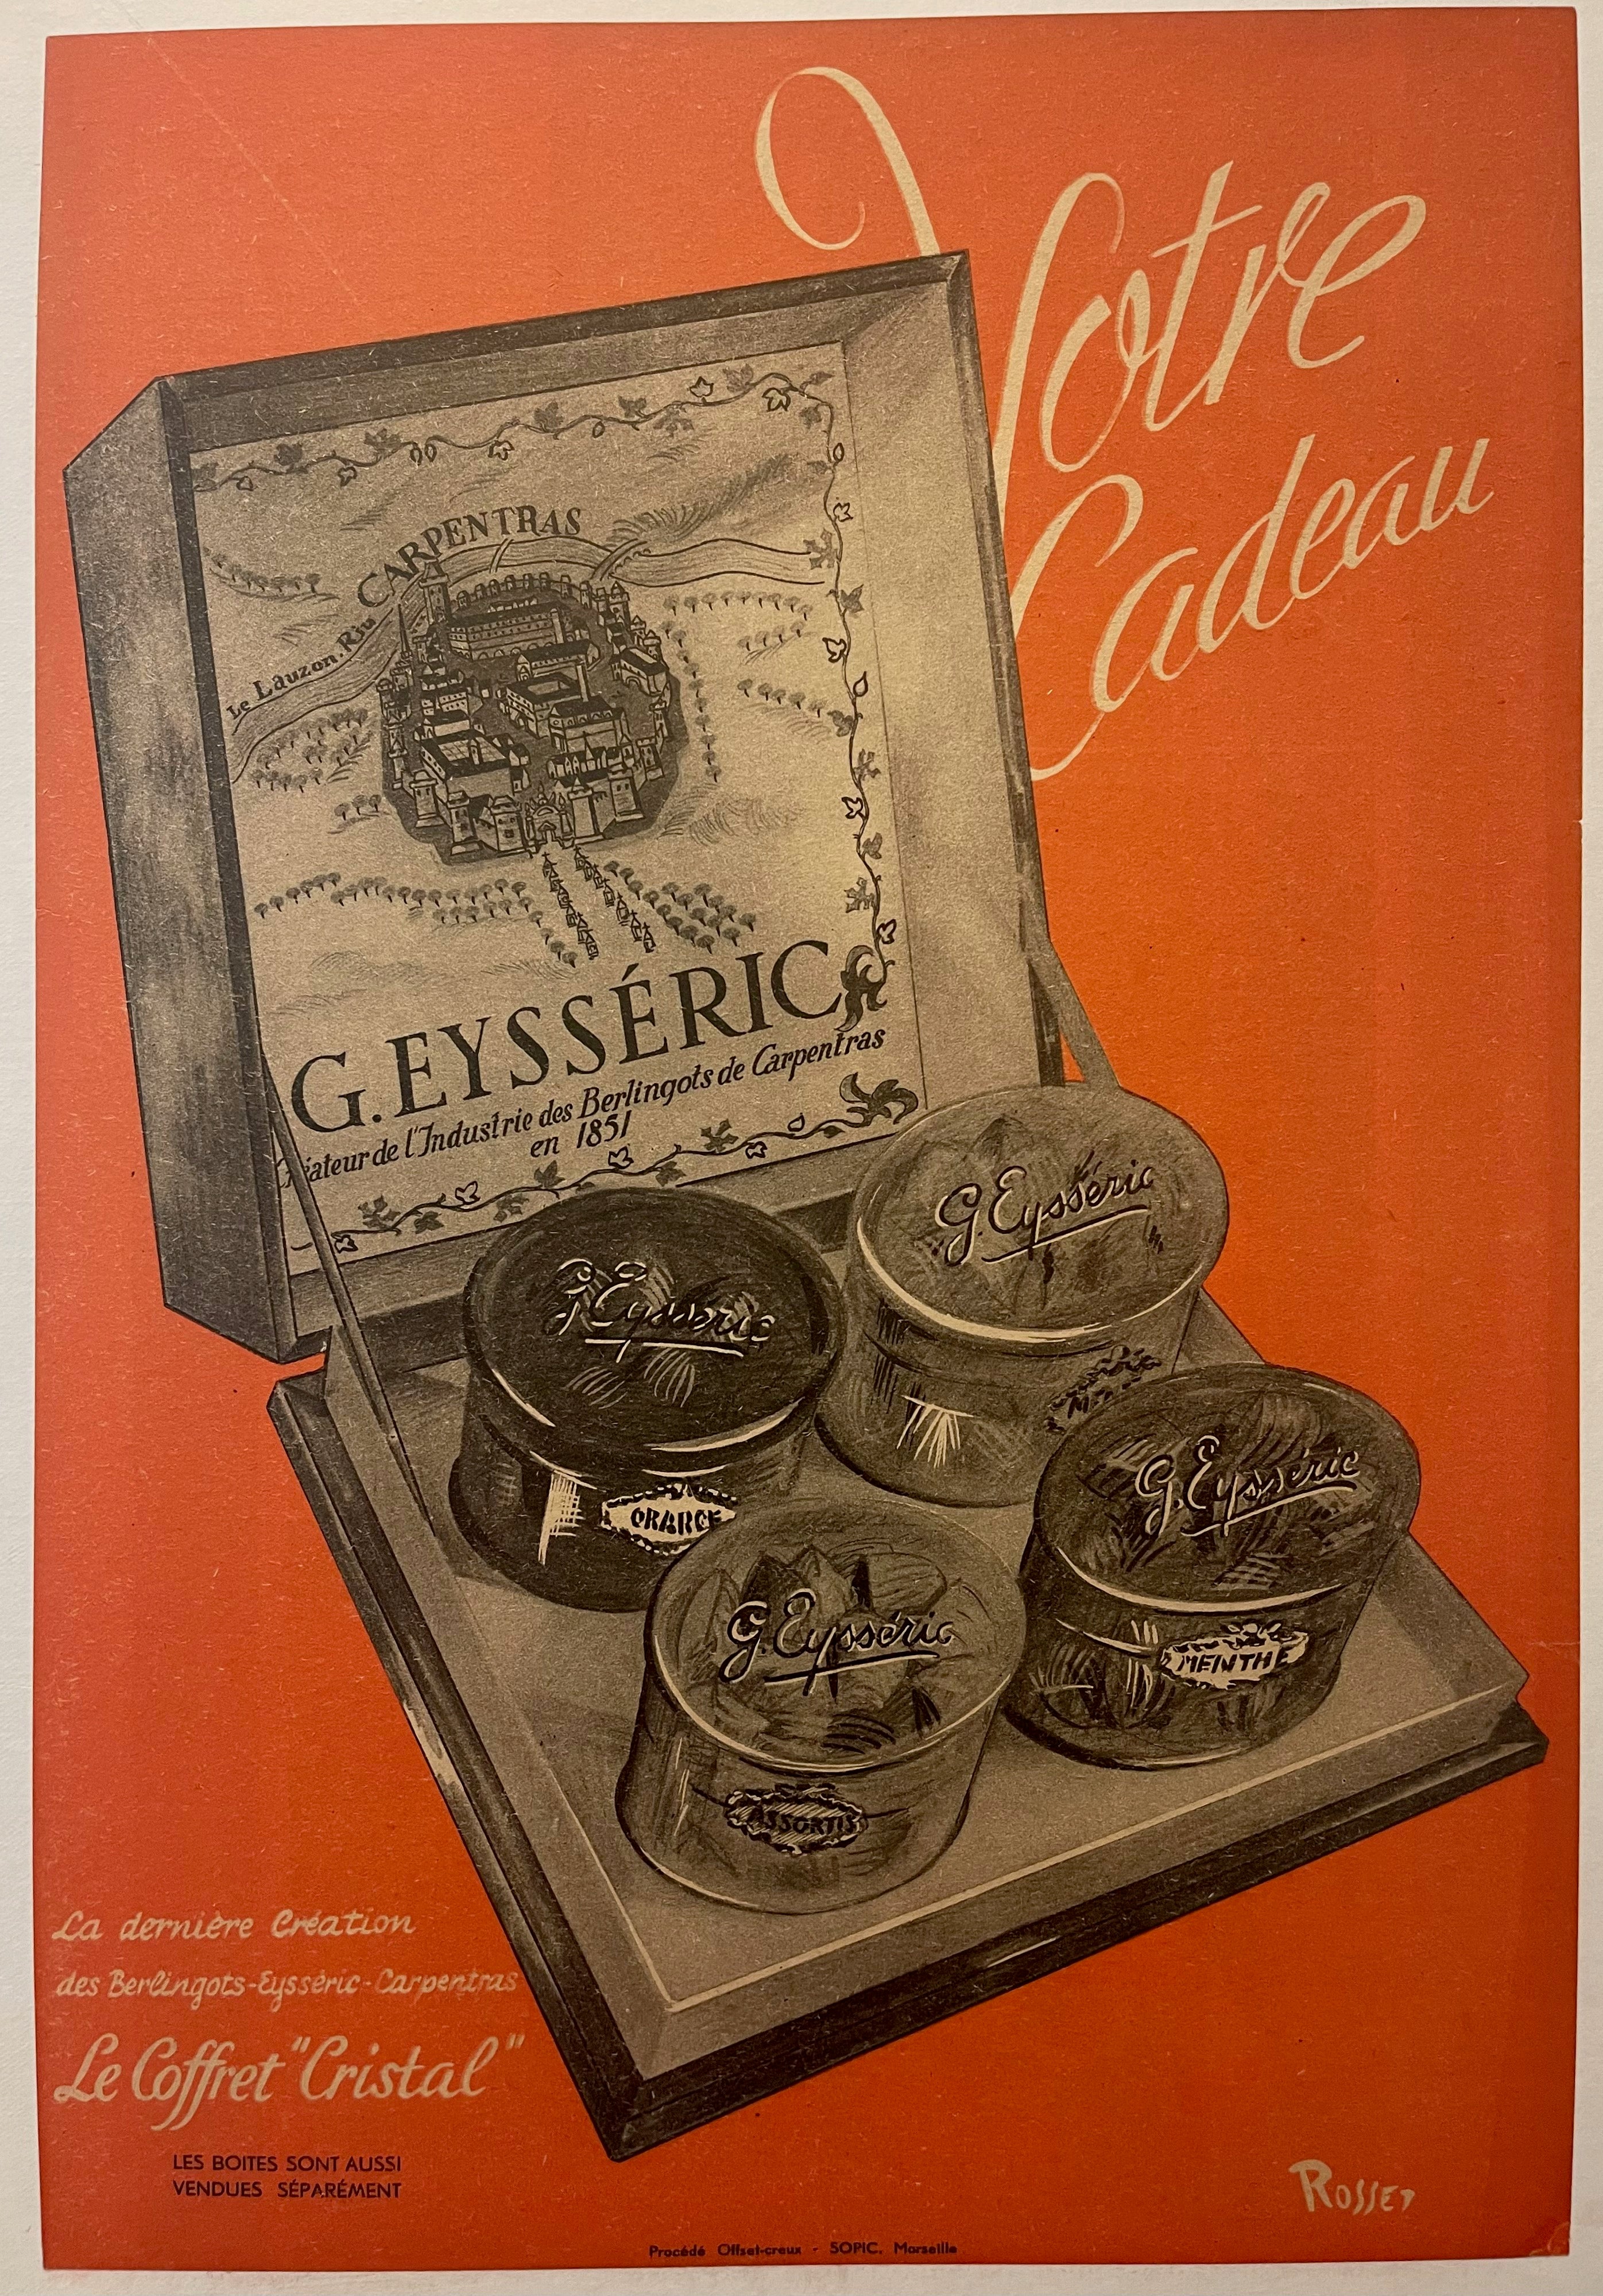 Votre
Cadeau
CARPENTRAS
Le Lauzon. Riu
G. EYSSÉRIC
Créateur de l'Industrie des Berlingots de Carpentras
en 1851
G. Eysséric
G. Eysséric
ORANGE
G. Eysséric
MENTHE
G. Eysséric
ASSORTIS
La dernière Création
des Berlingots-Eysséric-Carpentras
Le Coffret "Cristal"
LES BOITES SONT AUSSI
VENDUES SÉPARÉMENT
ROSSET
Procédé Offset-creux - SOPIC. Marseille